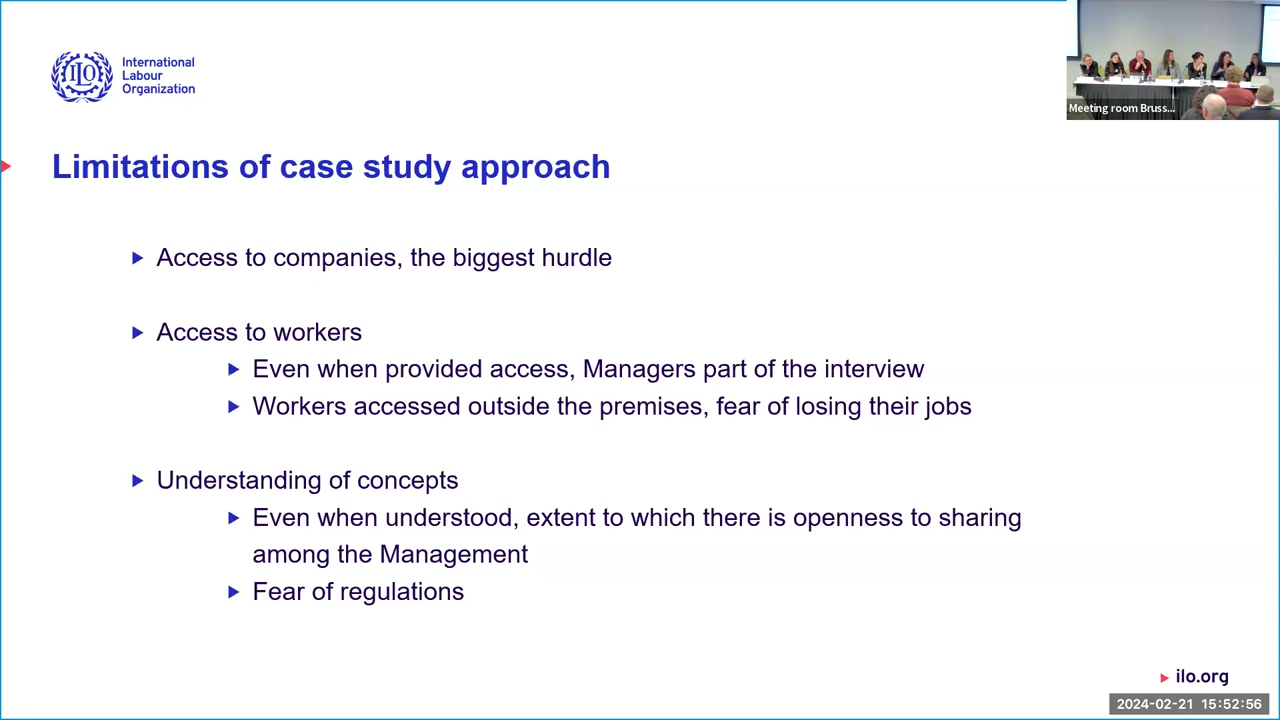 International
Labour
Organization
ILO
Meeting room Bruss...
Limitations of case study approach
Access to companies, the biggest hurdle
Access to workers
Even when provided access, Managers part of the interview
Workers accessed outside the premises, fear of losing their jobs
Understanding of concepts
Even when understood, extent to which there is openness to sharing
among the Management
Fear of regulations
ilo.org
2024-02-21 15:52:56